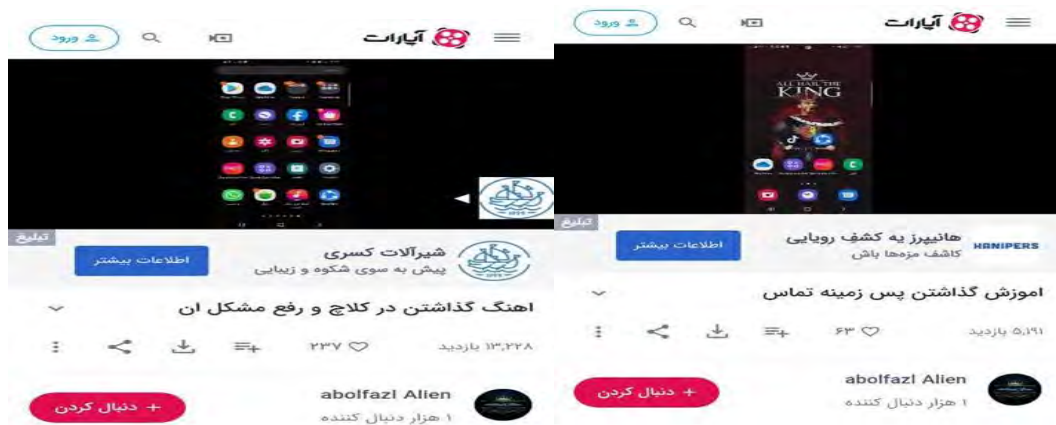 آپارات
ورود
تبلیغ
شیرآلات کسری
پیش به سوی شکوه و زیبایی
اطلاعات بیشتر
اهنگ گذاشتن در کلاچ و رفع مشکل ان
۱۳,۲۲۸ بازدید
۲۳۷
abolfazl Alien
۱ هزار دنبال کننده
+ دنبال کردن
آپارات
ورود
ALL HAIL THE
KING
تبلیغ
HANIPERS
هانیپرز یه کشف رویایی
کاشف مزه‌ها باش
اطلاعات بیشتر
اموزش گذاشتن پس زمینه تماس
۵,۱۹۱ بازدید
۶۳
abolfazl Alien
۱ هزار دنبال کننده
+ دنبال کردن